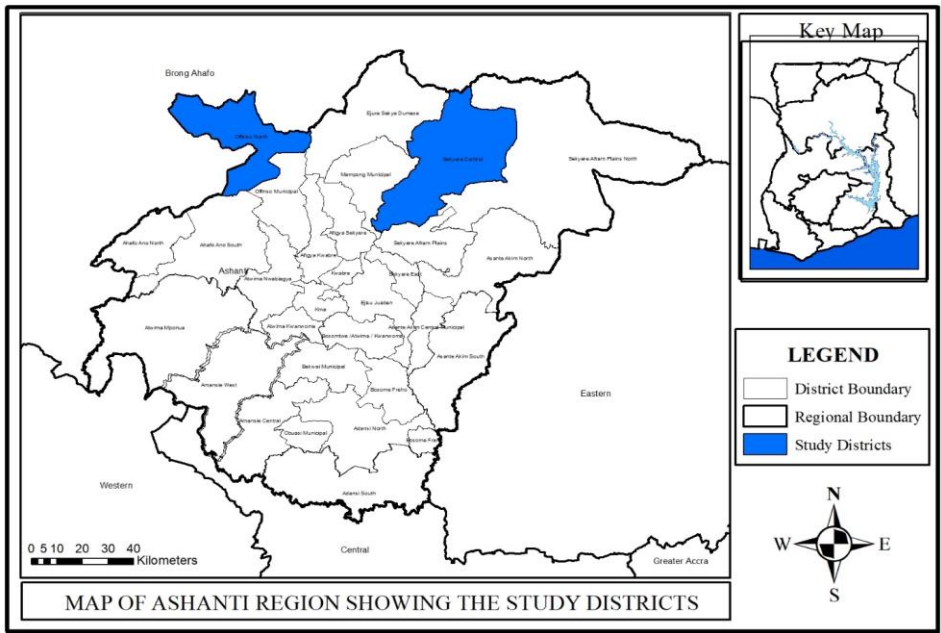 Key Map
Brong Ahafo
Ejura Sekye Dumase
Offinso North
Sekyere Central
Sekyere Afram Plains North
Mampong Municipal
Offinso Municipal
Afigya Sekyere
Ahafo Ano North
Ahafo Ano South
Sekyere Afram Plains
Asante Akim North
Afigya Kwabre
Ashanti
Atwima Nwabiagya
Kwabre
Sekyere East
Kma
Ejisu Juaben
Atwima Mponua
Atwima Kwanwoma
Bosomtwe (Atwima / Kwanwoma
Asante Akim Central Municipal
Asante Akim South
Bekwai Municipal
Amansie West
Bosome Freho
Eastern
Amansie Central
Obuasi Municipal
Adansi North
Western
Adansi South
Central
Greater Accra
0 5 10 20 30 40
Kilometers
LEGEND
District Boundary
Regional Boundary
Study Districts
N
W E
S
MAP OF ASHANTI REGION SHOWING THE STUDY DISTRICTS